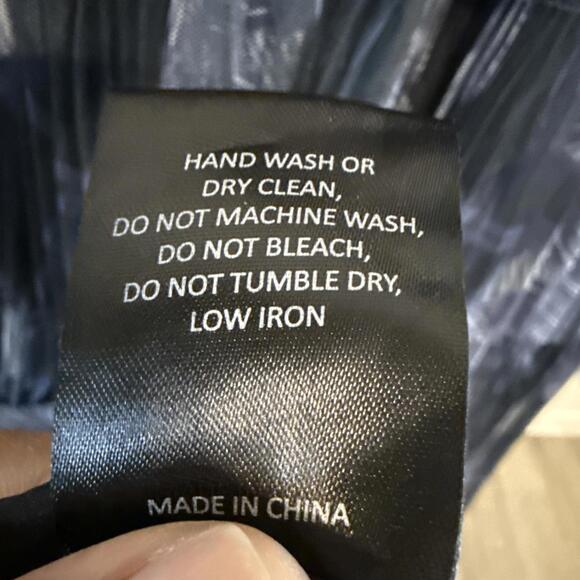 HAND WASH OR
DRY CLEAN,
DO NOT MACHINE WASH,
DO NOT BLEACH,
DO NOT TUMBLE DRY,
LOW IRON
MADE IN CHINA